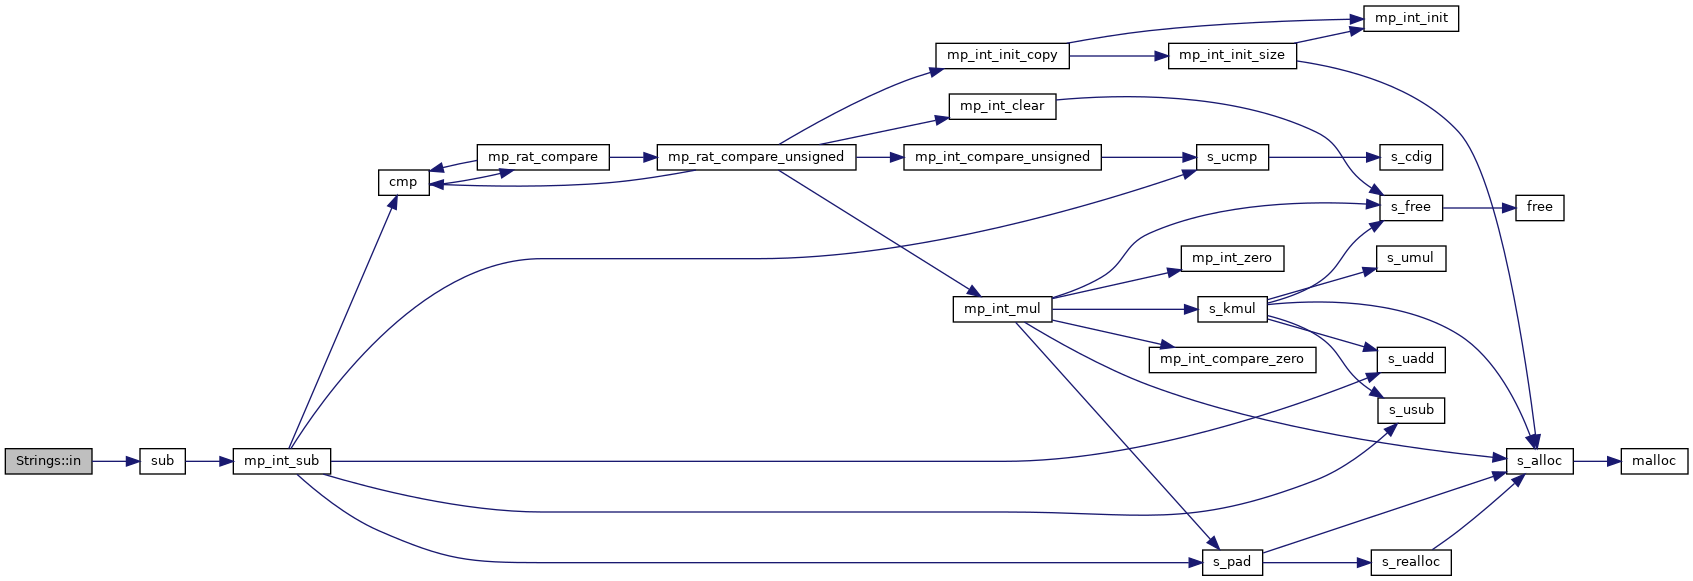 mp_int_init
mp_int_init_copy
mp_int_init_size
mp_int_clear
mp_rat_compare
mp_rat_compare_unsigned
mp_int_compare_unsigned
s_ucmp
s_cdig
cmp
s_free
free
mp_int_zero
s_umul
mp_int_mul
s_kmul
mp_int_compare_zero
s_uadd
s_usub
Strings::in
sub
mp_int_sub
s_alloc
malloc
s_pad
s_realloc